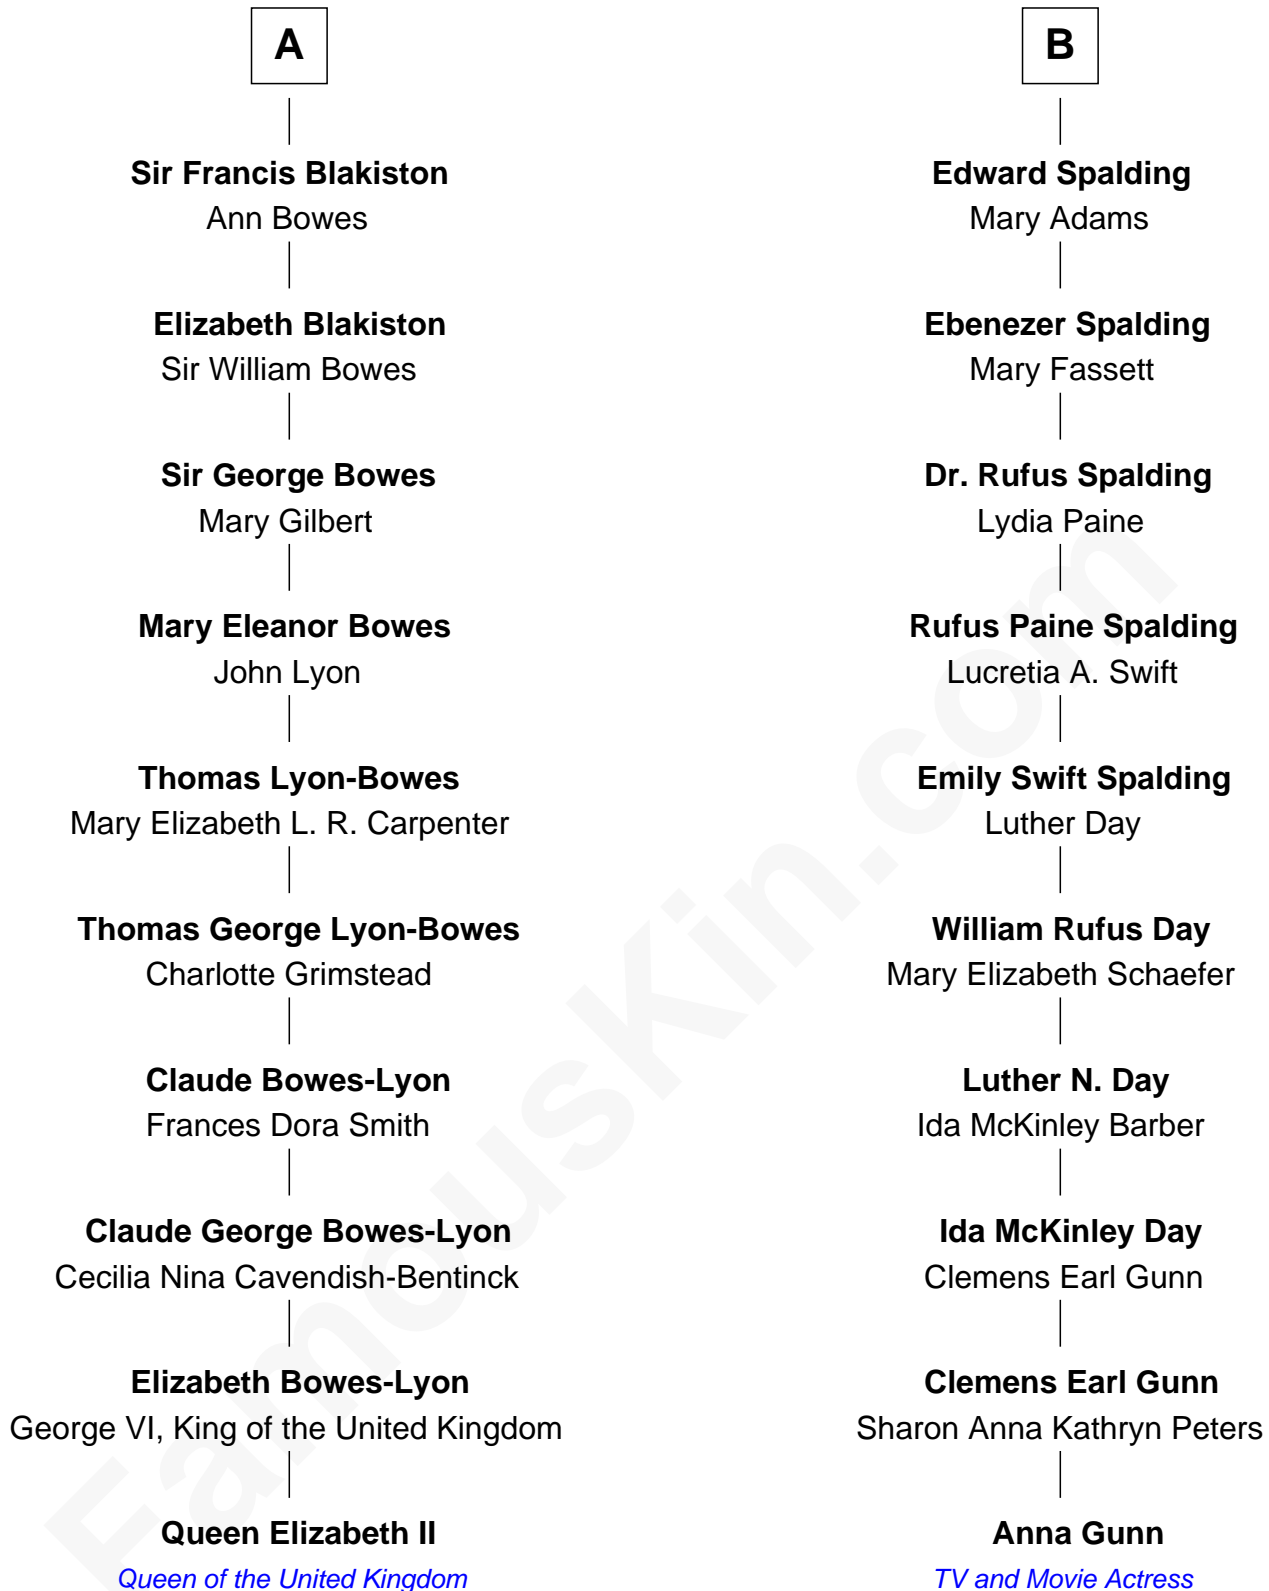 A
Sir Francis Blakiston
Ann Bowes
Elizabeth Blakiston
Sir William Bowes
Sir George Bowes
Mary Gilbert
Mary Eleanor Bowes
John Lyon
Thomas Lyon-Bowes
Mary Elizabeth L. R. Carpenter
Thomas George Lyon-Bowes
Charlotte Grimstead
Claude Bowes-Lyon
Frances Dora Smith
Claude George Bowes-Lyon
Cecilia Nina Cavendish-Bentinck
Elizabeth Bowes-Lyon
George VI, King of the United Kingdom
Queen Elizabeth II
Queen of the United Kingdom
B
Edward Spalding
Mary Adams
Ebenezer Spalding
Mary Fassett
Dr. Rufus Spalding
Lydia Paine
Rufus Paine Spalding
Lucretia A. Swift
Emily Swift Spalding
Luther Day
William Rufus Day
Mary Elizabeth Schaefer
Luther N. Day
Ida McKinley Barber
Ida McKinley Day
Clemens Earl Gunn
Clemens Earl Gunn
Sharon Anna Kathryn Peters
Anna Gunn
TV and Movie Actress
FamousKin.com